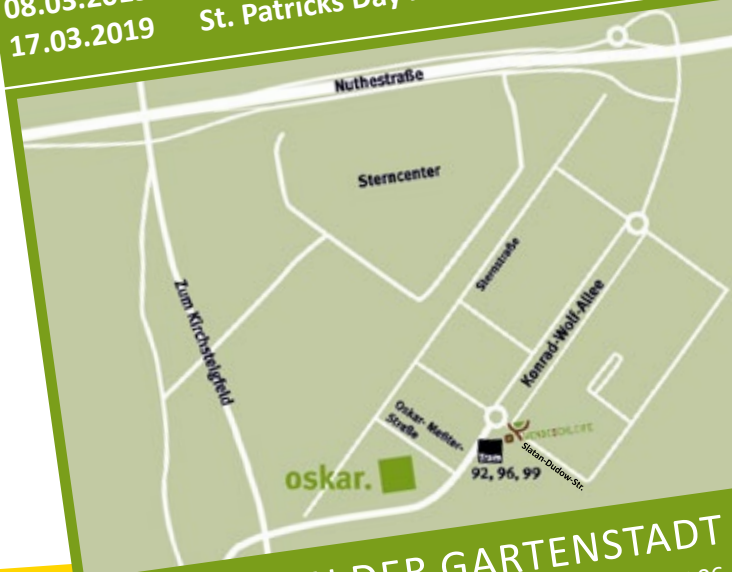 17.03.2019 St. Patricks Day
Nuthestraße
Sterncenter
Sternstraße
Zum Kirchsteigfeld
Konrad-Wolf-Allee
Oskar-Meßter-
Straße
Tram
92, 96, 99
Slatan-Dudow-Str.
oskar.
DER GARTENSTADT